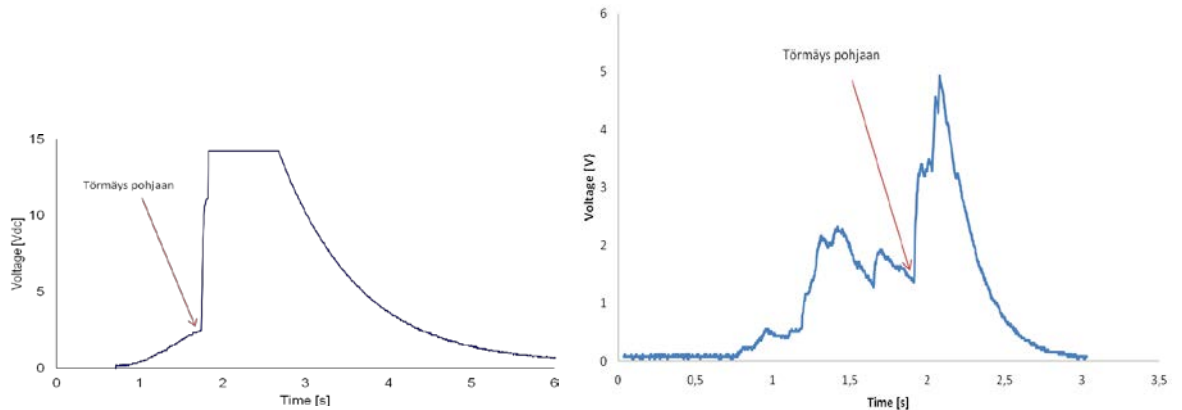 15
10
5
0
Voltage [Vdc]
Törmäys pohjaan
0 1 2 3 4 5 6
Time [s]
6
5
4
3
2
1
0
Voltage [V]
Törmäys pohjaan
0 0,5 1 1,5 2 2,5 3 3,5
Time [s]